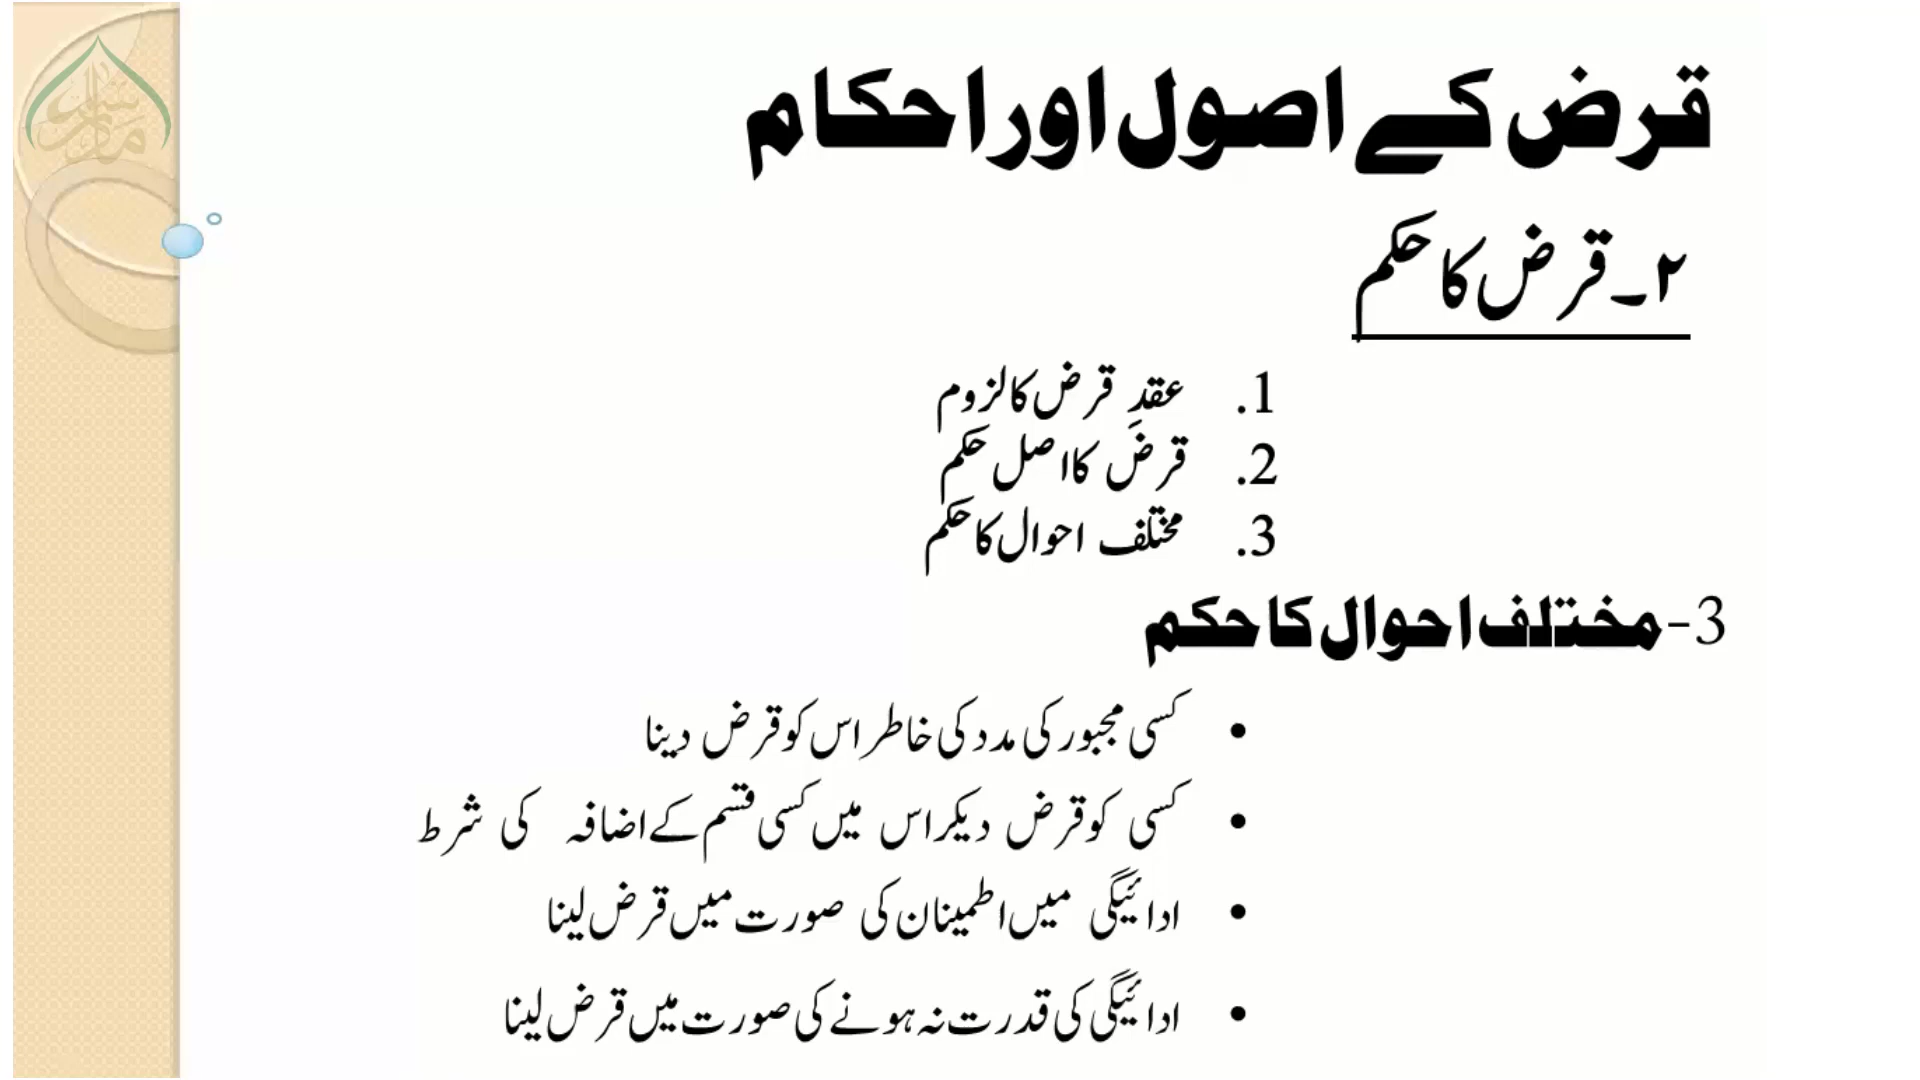 قرض کے اصول اور احکام
۲۔ قرض کا حکم
1. عقدِ قرض کا لزوم
2. قرض کا اصل حکم
3. مختلف احوال کا حکم
3- مختلف احوال کا حکم
• کسی مجبور کی مدد کی خاطر اس کو قرض دینا
• کسی کو قرض دیکر اس میں کسی قسم کے اضافہ کی شرط
• ادائیگی میں اطمینان کی صورت میں قرض لینا
• ادائیگی کی قدرت نہ ہونے کی صورت میں قرض لینا